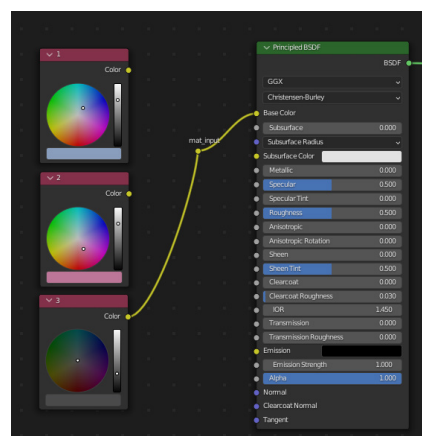 1
Color
2
Color
3
Color
mat_input
Principled BSDF
BSDF
GGX
Christensen-Burley
Base Color
Subsurface 0.000
Subsurface Radius
Subsurface Color
Metallic 0.000
Specular 0.500
Specular Tint 0.000
Roughness 0.500
Anisotropic 0.000
Anisotropic Rotation 0.000
Sheen 0.000
Sheen Tint 0.500
Clearcoat 0.000
Clearcoat Roughness 0.030
IOR 1.450
Transmission 0.000
Transmission Roughness 0.000
Emission
Emission Strength 1.000
Alpha 1.000
Normal
Clearcoat Normal
Tangent